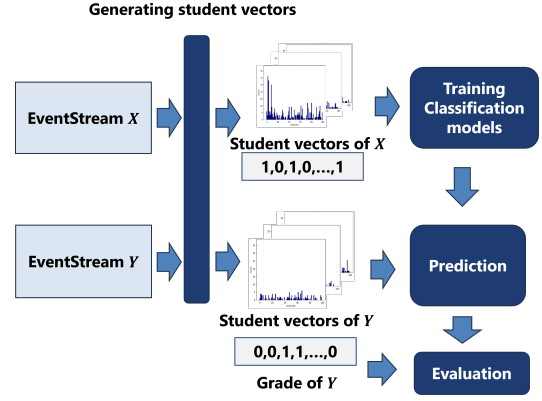 Generating student vectors
EventStream X
Student vectors of X
1,0,1,0,...,1
Training
Classification
models
EventStream Y
Student vectors of Y
0,0,1,1,...,0
Grade of Y
Prediction
Evaluation